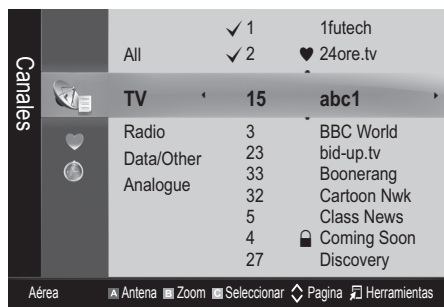 Canales
✓ 1 1futech
All ✓ 2 ♥ 24ore.tv
TV 15 abc1
Radio 3 BBC World
Data/Other 23 bid-up.tv
Analogue 33 Boonerang
32 Cartoon Nwk
5 Class News
4 Coming Soon
27 Discovery
Aérea A Antena B Zoom C Seleccionar Pagina Herramientas